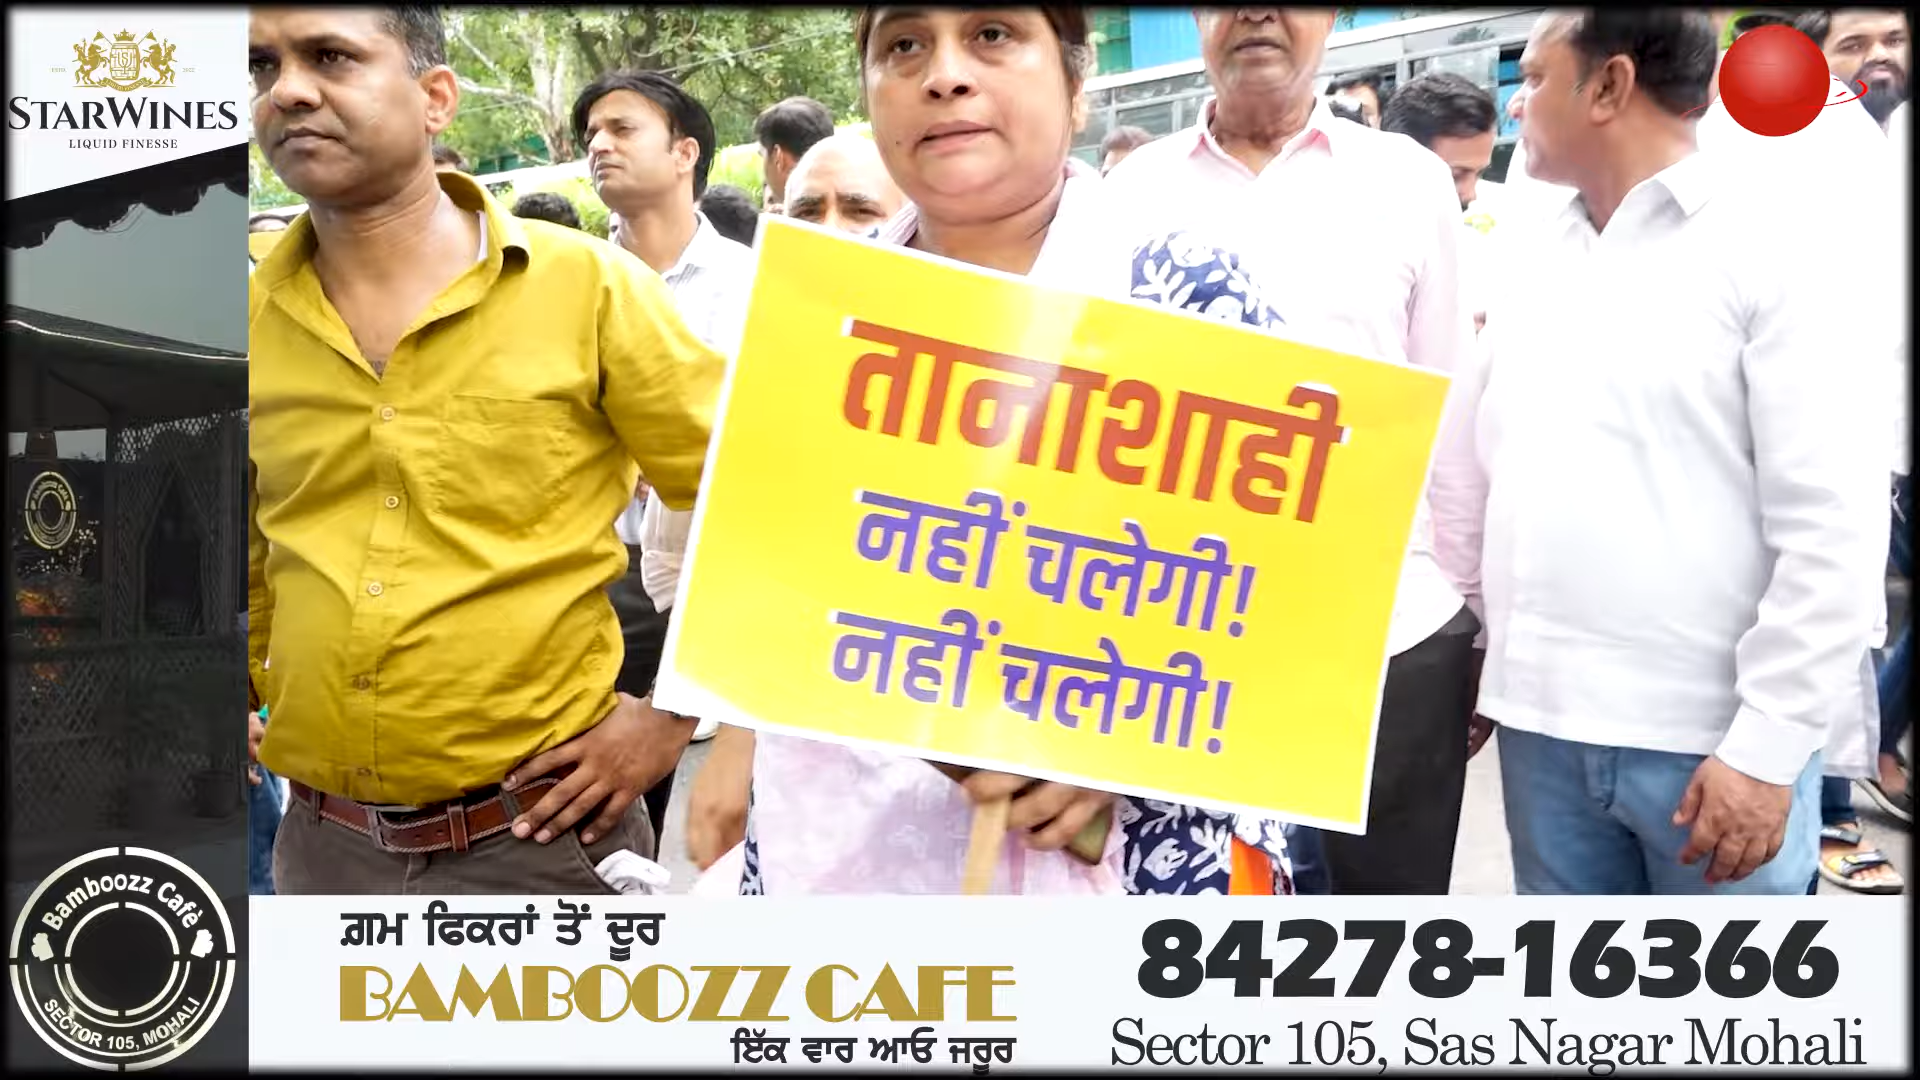 STARWINES
LIQUID FINESSE
तानाशाही
नहीं चलेगी!
नहीं चलेगी!
Bamboozz Cafè
SECTOR 105, MOHALI
ਗ਼ਮ ਫਿਕਰਾਂ ਤੋਂ ਦੂਰ
BAMBOOZZ CAFE
ਇੱਕ ਵਾਰ ਆਓ ਜਰੂਰ
84278-16366
Sector 105, Sas Nagar Mohali